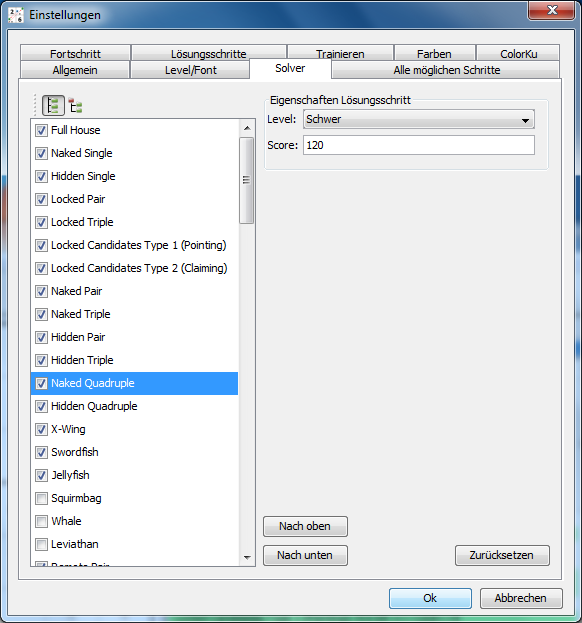 Einstellungen
Fortschritt Lösungsschritte Trainieren Farben ColorKu
Allgemein Level/Font Solver Alle möglichen Schritte
Full House
Naked Single
Hidden Single
Locked Pair
Locked Triple
Locked Candidates Type 1 (Pointing)
Locked Candidates Type 2 (Claiming)
Naked Pair
Naked Triple
Hidden Pair
Hidden Triple
Naked Quadruple
Hidden Quadruple
X-Wing
Swordfish
Jellyfish
Squirmbag
Whale
Leviathan
Remote Pair
Eigenschaften Lösungsschritt
Level: Schwer
Score: 120
Nach oben
Nach unten Zurücksetzen
Ok Abbrechen